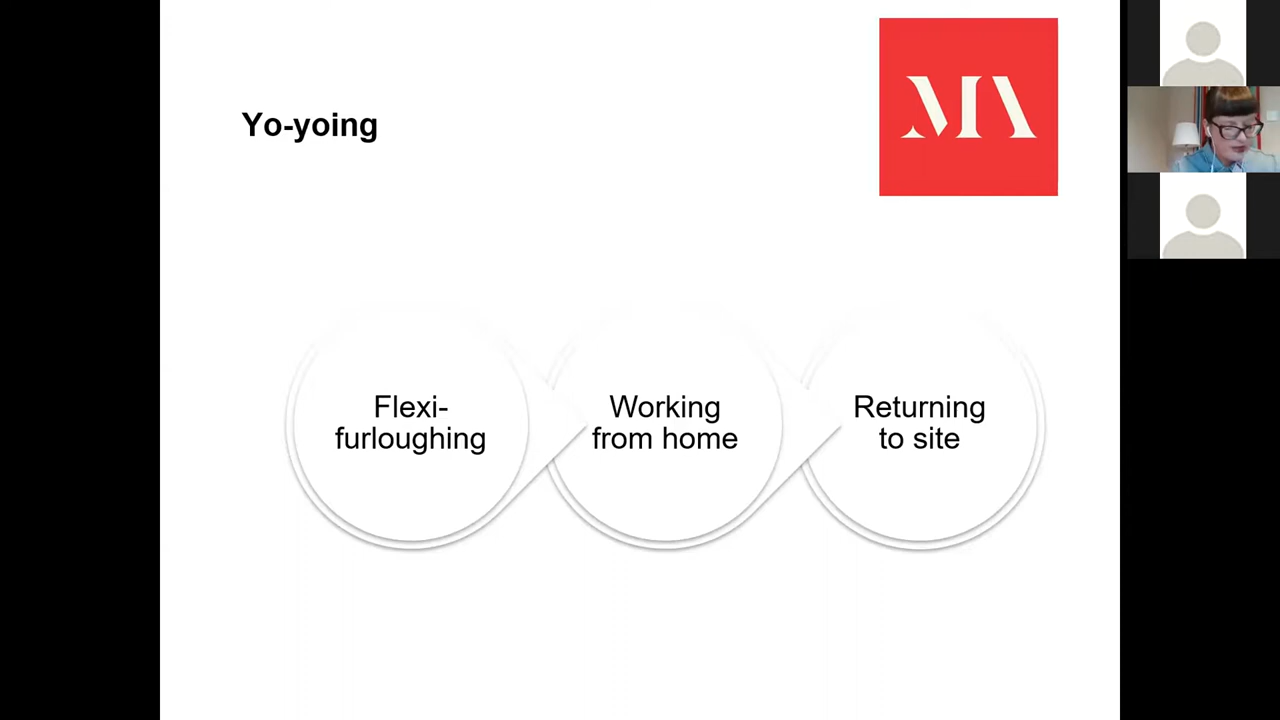 MA
Yo-yoing
Flexi-
furloughing
Working
from home
Returning
to site